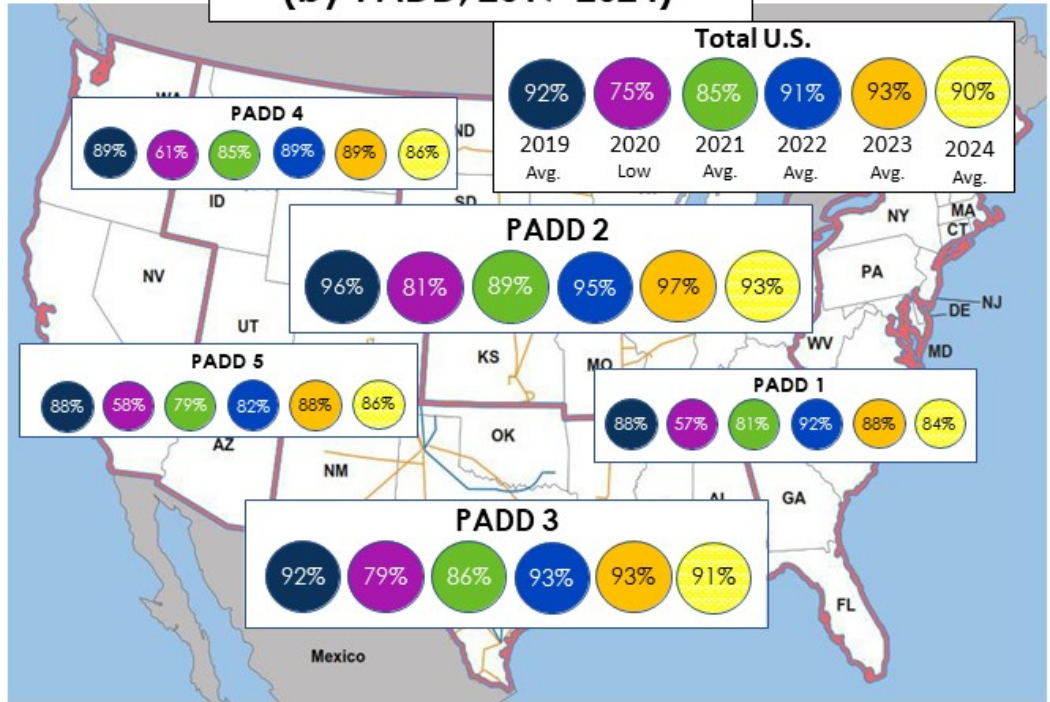 Total U.S.
92% 75% 85% 91% 93% 90%
2019 2020 2021 2022 2023 2024
Avg. Low Avg. Avg. Avg. Avg.
PADD 4
89% 61% 85% 89% 89% 86%
ND
SD
ID
NY
MA
CT
PADD 2
96% 81% 89% 95% 97% 93%
NV
PA
NJ
DE
UT
WV
MD
KS
MO
PADD 5
88% 58% 79% 82% 88% 86%
PADD 1
88% 57% 81% 92% 88% 84%
AZ
OK
NM
GA
PADD 3
92% 79% 86% 93% 93% 91%
FL
Mexico